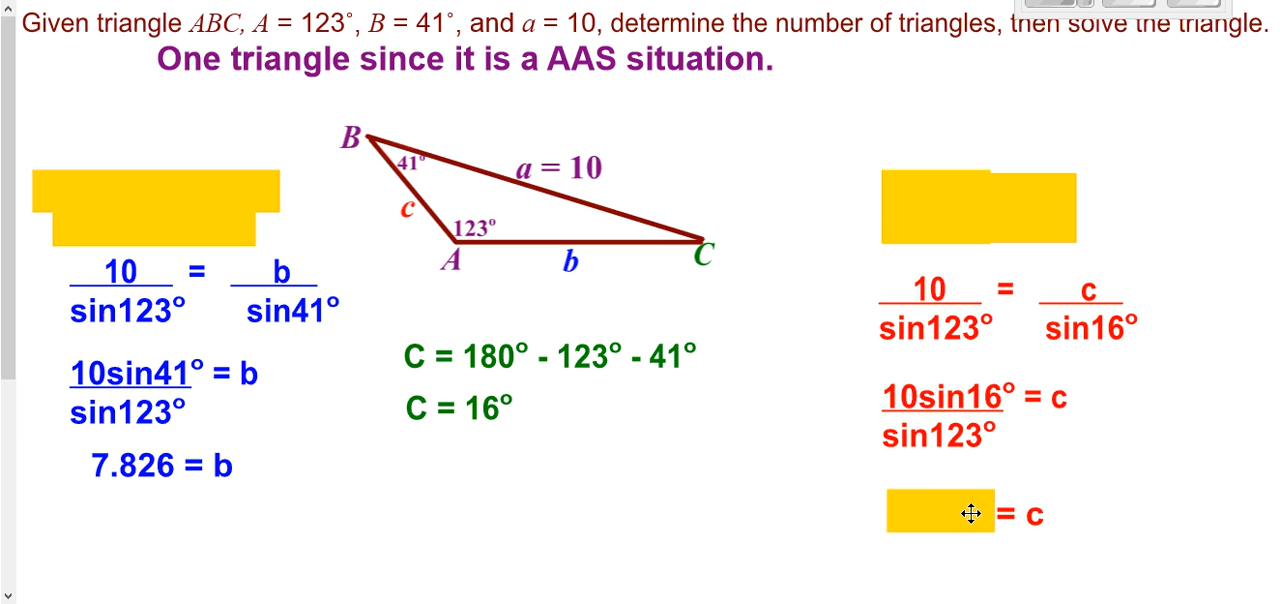 Given triangle ABC, A = 123°, B = 41°, and a = 10, determine the number of triangles, then solve the triangle.
One triangle since it is a AAS situation.
B
41°
a = 10
c
123°
A
b
C
10 = b
sin123° sin41°
10sin41° = b
sin123°
7.826 = b
C = 180° - 123° - 41°
C = 16°
10 = c
sin123° sin16°
10sin16° = c
sin123°
= c